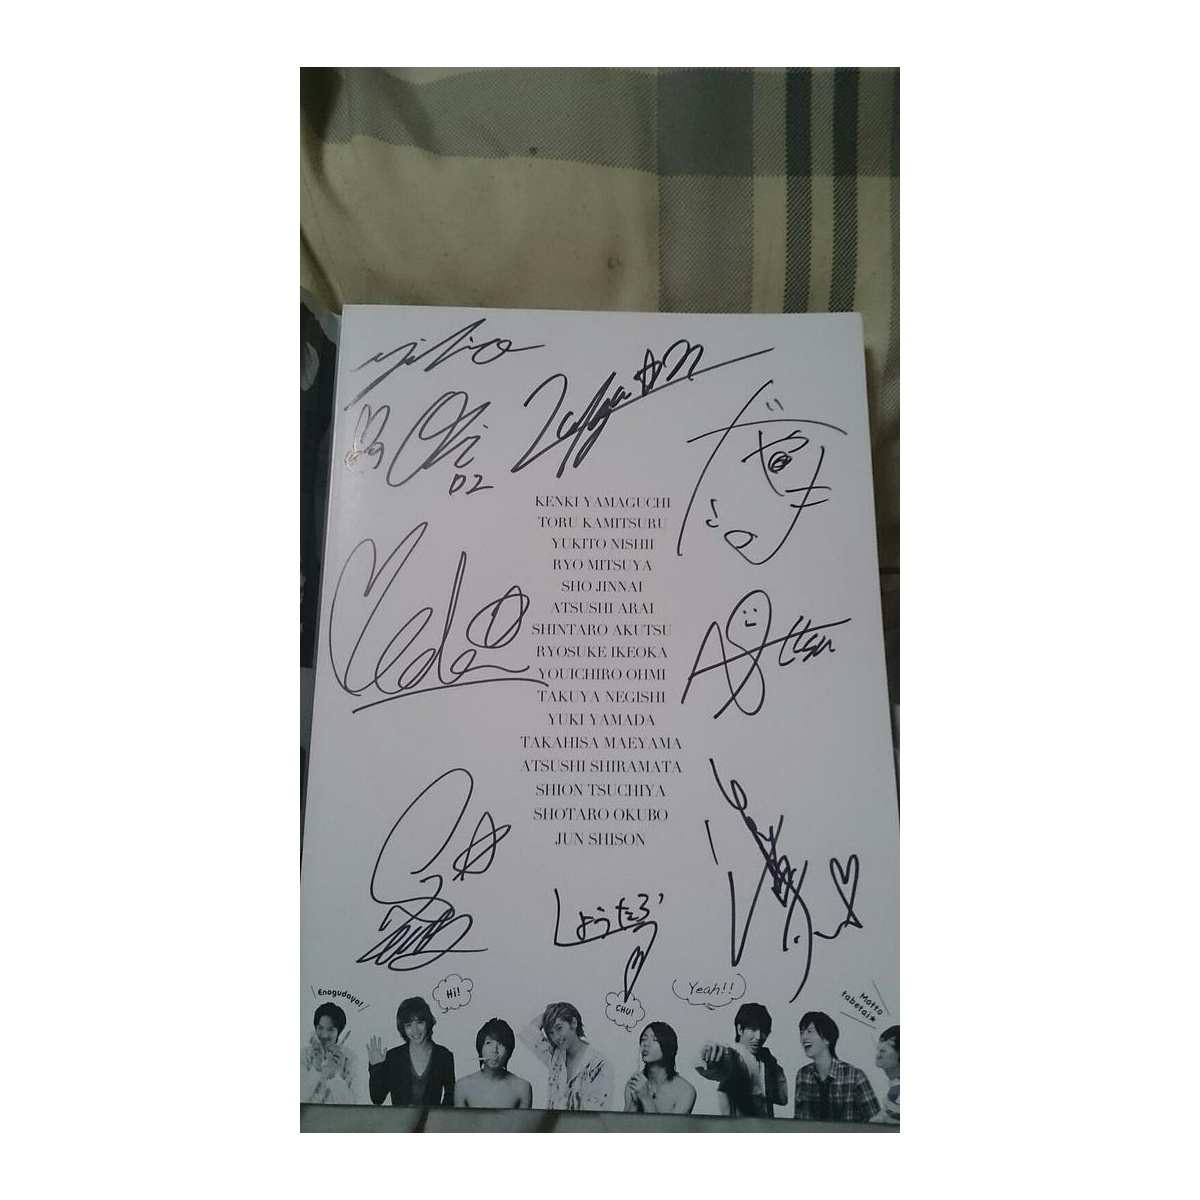 D2
KENKI YAMAGUCHI
TORU KAMITSURU
YUKITO NISHII
RYO MITSUYA
SHO JINNAI
ATSUSHI ARAI
SHINTARO AKUTSU
RYOSUKE IKEOKA
YOUICHIRO OHMI
TAKUYA NEGISHI
YUKI YAMADA
TAKAHISA MAEYAMA
ATSUSHI SHIRAMATA
SHION TSUCHIYA
SHOTARO OKUBO
JUN SHISON
しょうたろう
Enogudayo!
Hi!
CHU!
Yeah!!
Motto
tabetai★